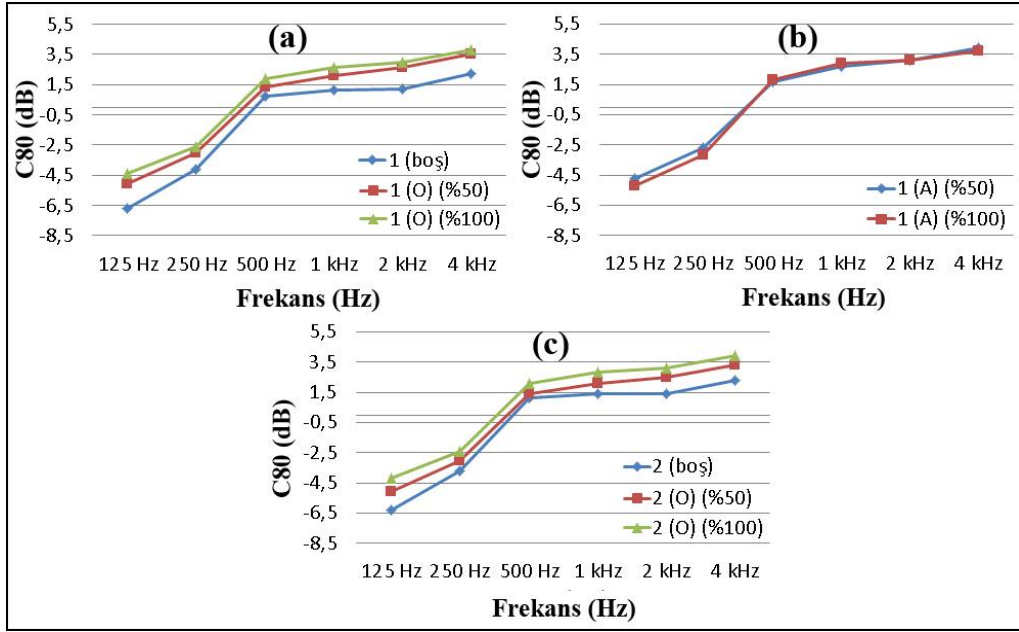 (a)
C80 (dB)
5,5
3,5
1,5
-0,5
-2,5
-4,5
-6,5
-8,5
1 (boş)
1 (O) (%50)
1 (O) (%100)
125 Hz 250 Hz 500 Hz 1 kHz 2 kHz 4 kHz
Frekans (Hz)
(b)
C80 (dB)
5,5
3,5
1,5
-0,5
-2,5
-4,5
-6,5
-8,5
1 (A) (%50)
1 (A) (%100)
125 Hz 250 Hz 500 Hz 1 kHz 2 kHz 4 kHz
Frekans (Hz)
(c)
C80 (dB)
5,5
3,5
1,5
-0,5
-2,5
-4,5
-6,5
-8,5
2 (boş)
2 (O) (%50)
2 (O) (%100)
125 Hz 250 Hz 500 Hz 1 kHz 2 kHz 4 kHz
Frekans (Hz)